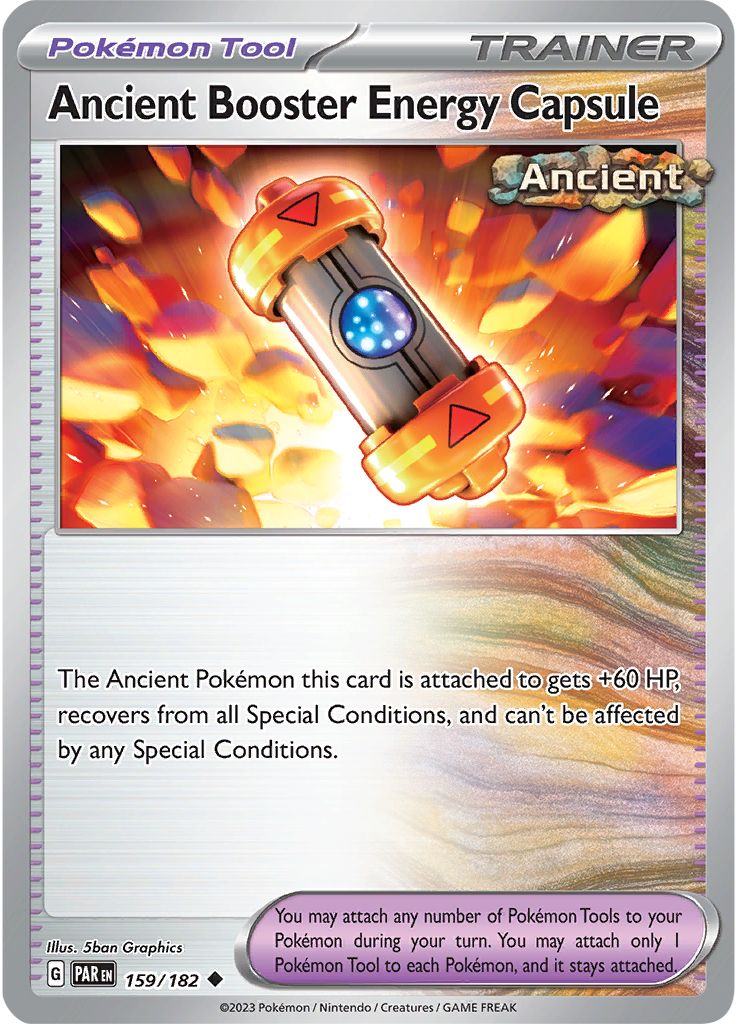 Pokémon Tool
TRAINER
Ancient Booster Energy Capsule
Ancient
The Ancient Pokémon this card is attached to gets +60 HP,
recovers from all Special Conditions, and can't be affected
by any Special Conditions.
You may attach any number of Pokémon Tools to your
Pokémon during your turn. You may attach only 1
Pokémon Tool to each Pokémon, and it stays attached.
Illus. 5ban Graphics
G PAR EN 159/182 ◆
©2023 Pokémon / Nintendo / Creatures / GAME FREAK